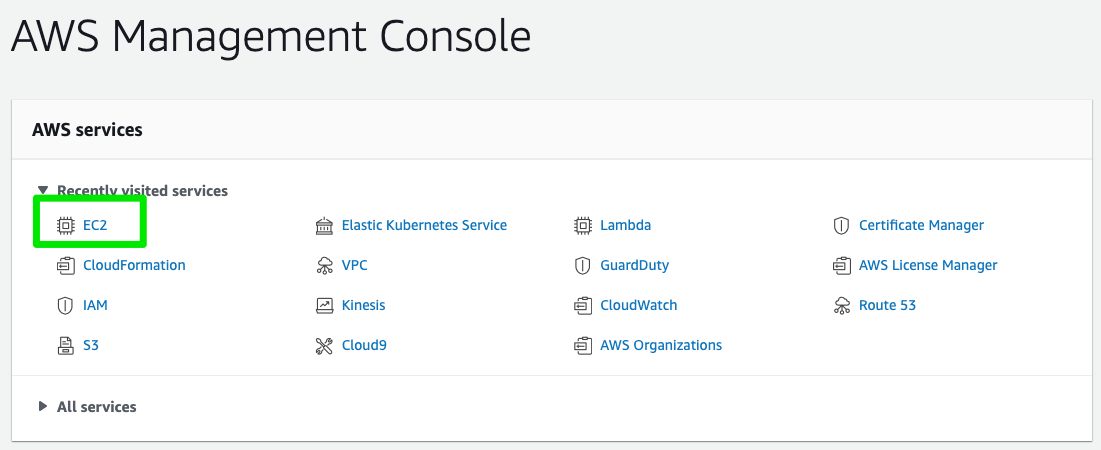 AWS Management Console
AWS services
Recently visited services
EC2 Elastic Kubernetes Service Lambda Certificate Manager
CloudFormation VPC GuardDuty AWS License Manager
IAM Kinesis CloudWatch Route 53
S3 Cloud9 AWS Organizations
All services